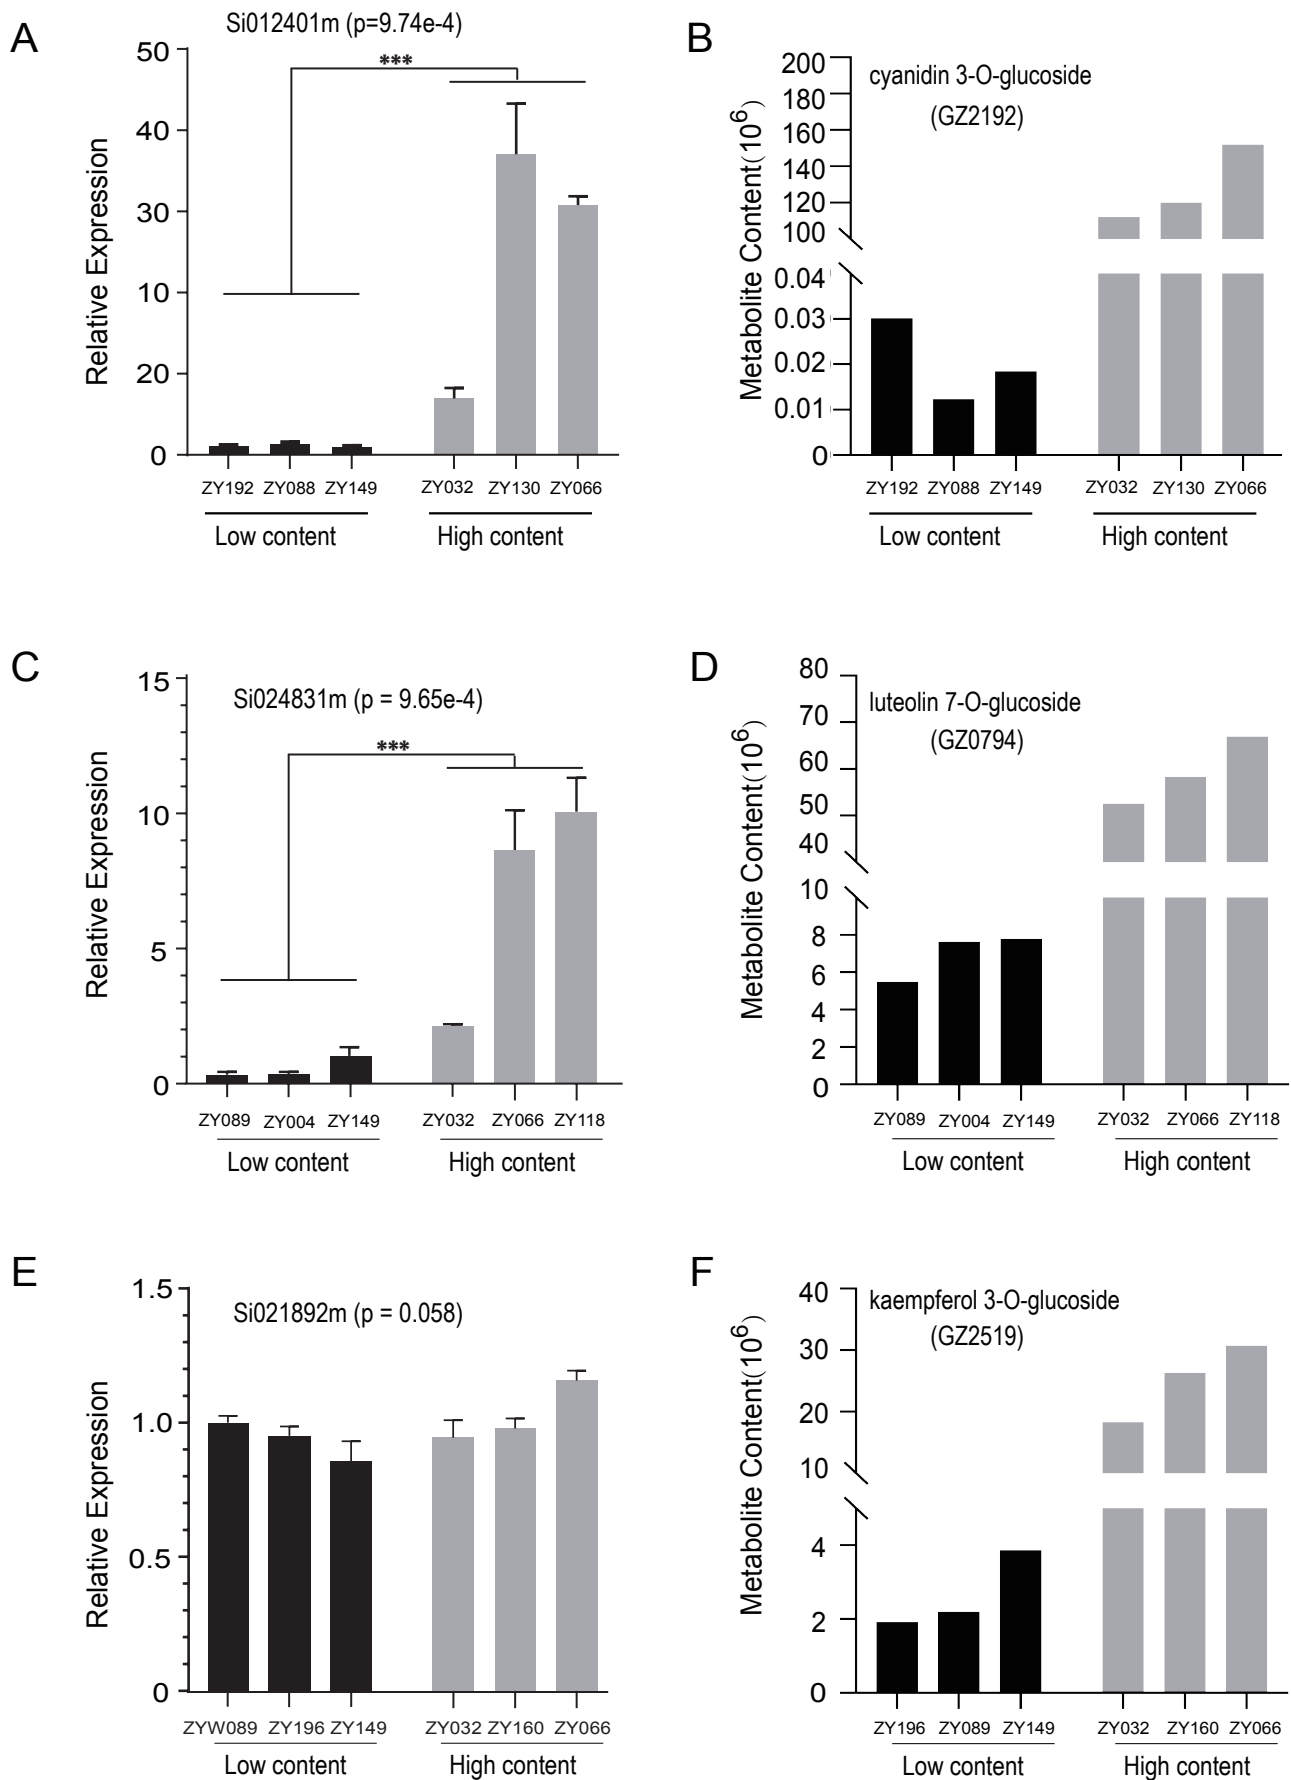 A
Si012401m (p=9.74e-4)
***
50
40
30
10
20
0
Relative Expression
ZY192 ZY088 ZY149 ZY032 ZY130 ZY066
Low content High content
B
cyanidin 3-O-glucoside
(GZ2192)
200
180
160
140
120
100
0.04
0.03
0.02
0.01
0
Metabolite Content(10⁶)
ZY192 ZY088 ZY149 ZY032 ZY130 ZY066
Low content High content
C
Si024831m (p = 9.65e-4)
***
15
10
5
0
Relative Expression
ZY089 ZY004 ZY149 ZY032 ZY066 ZY118
Low content High content
D
luteolin 7-O-glucoside
(GZ0794)
80
70
60
50
40
10
8
6
4
2
0
Metabolite Content(10⁶)
ZY089 ZY004 ZY149 ZY032 ZY066 ZY118
Low content High content
E
Si021892m (p = 0.058)
1.5
1.0
0.5
0
Relative Expression
ZYW089 ZY196 ZY149 ZY032 ZY160 ZY066
Low content High content
F
kaempferol 3-O-glucoside
(GZ2519)
40
30
20
10
4
2
0
Metabolite Content(10⁶)
ZY196 ZY089 ZY149 ZY032 ZY160 ZY066
Low content High content